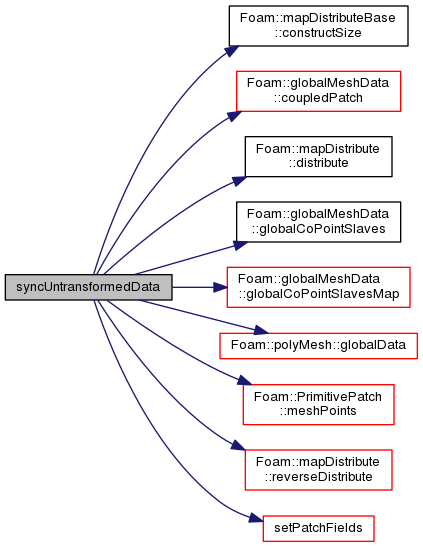 Foam::mapDistributeBase
::constructSize
Foam::globalMeshData
::coupledPatch
Foam::mapDistribute
::distribute
Foam::globalMeshData
::globalCoPointSlaves
syncUntransformedData
Foam::globalMeshData
::globalCoPointSlavesMap
Foam::polyMesh::globalData
Foam::PrimitivePatch
::meshPoints
Foam::mapDistribute
::reverseDistribute
setPatchFields